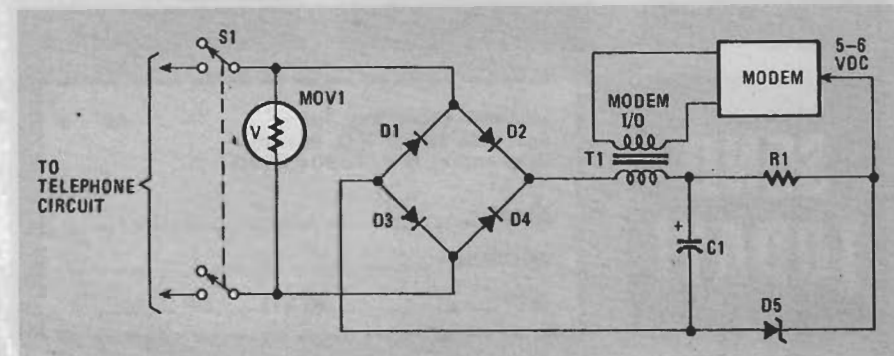 S1
MOV1
V
TO
TELEPHONE
CIRCUIT
D1
D2
D3
D4
MODEM
I/O
T1
MODEM
5–6
VDC
R1
+
C1
D5